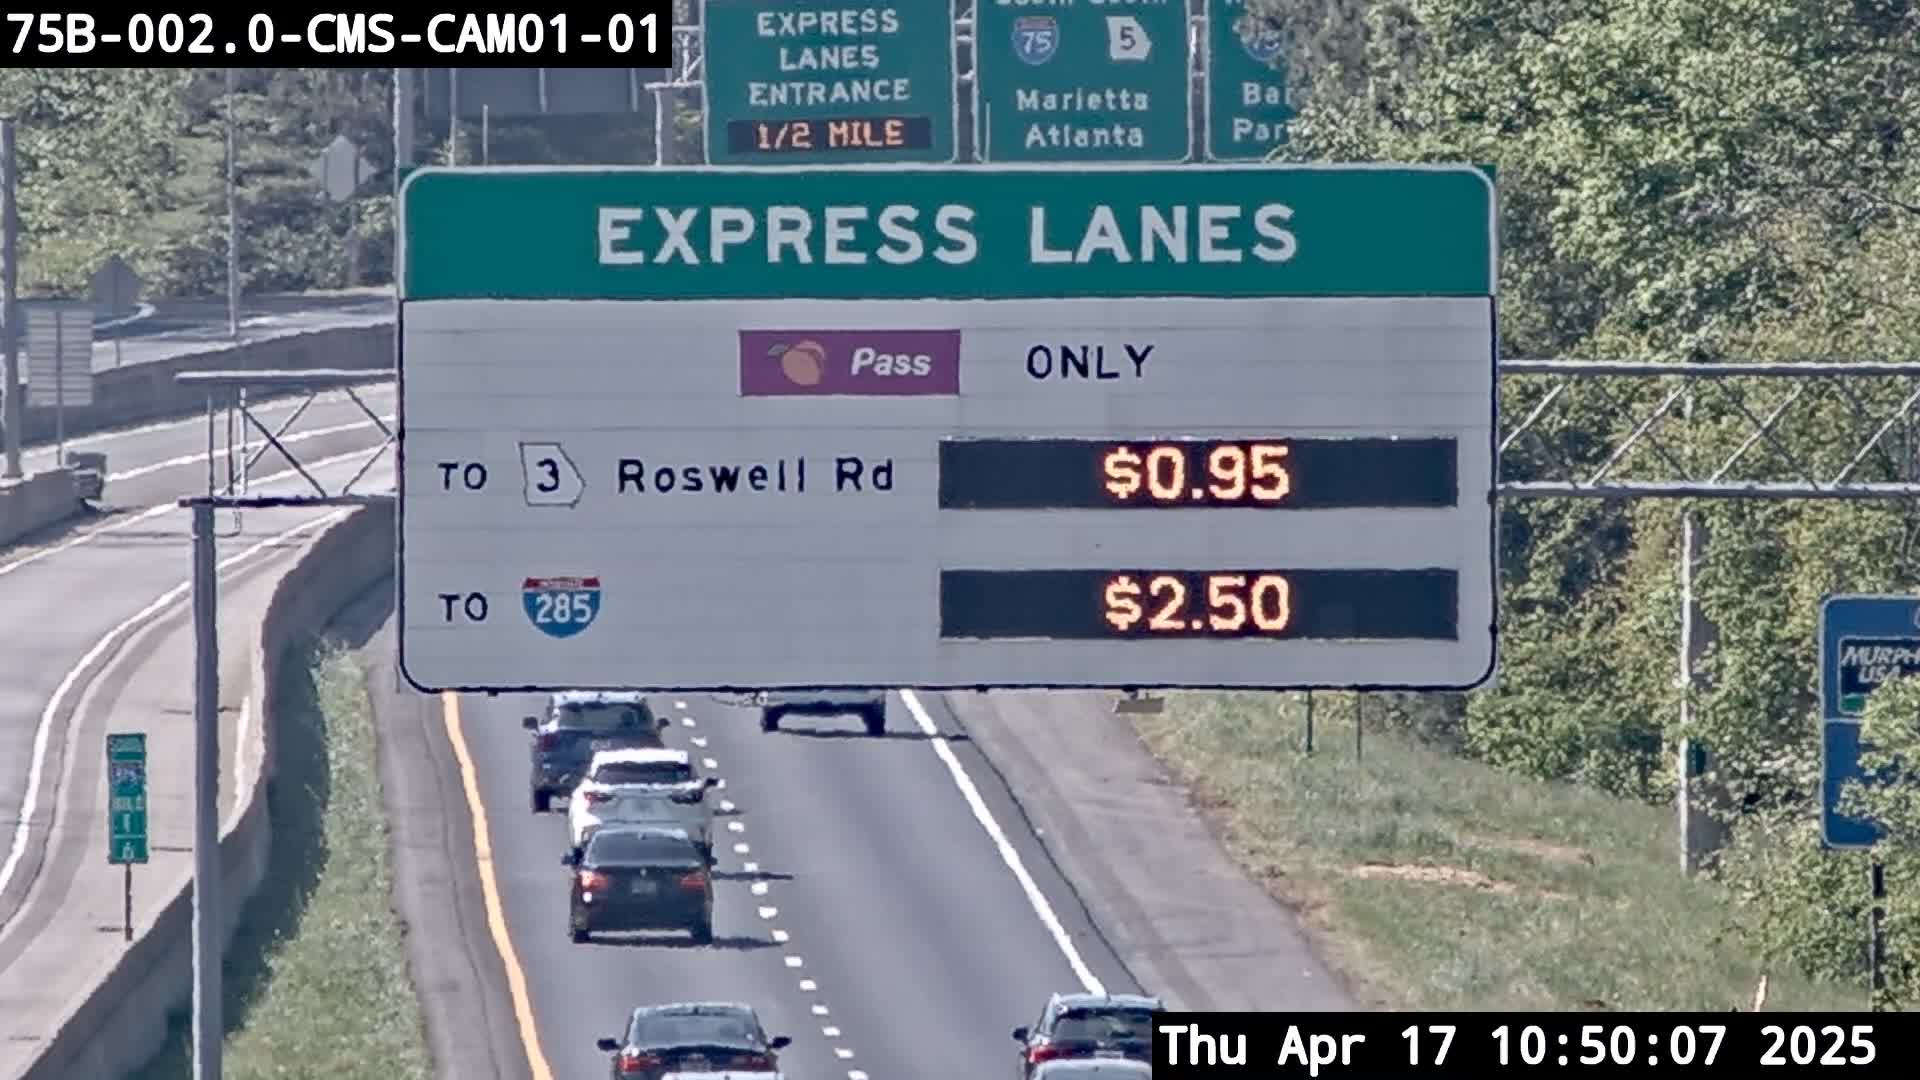 75B-002.0-CMS-CAM01-01
EXPRESS
LANES
ENTRANCE
1/2 MILE
75 5
Marietta
Atlanta
EXPRESS LANES
Pass ONLY
TO 3 Roswell Rd $0.95
TO 285 $2.50
USA
Thu Apr 17 10:50:07 2025